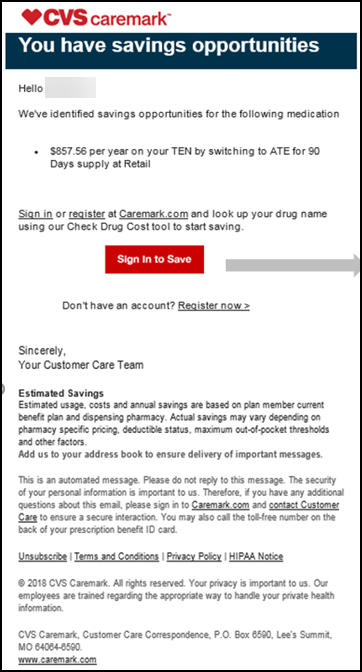 CVS caremark™
You have savings opportunities
Hello
We've identified savings opportunities for the following medication
• $857.56 per year on your TEN by switching to ATE for 90
Days supply at Retail
Sign in or register at Caremark.com and look up your drug name
using our Check Drug Cost tool to start saving.
Sign In to Save
Don't have an account? Register now >
Sincerely,
Your Customer Care Team
Estimated Savings
Estimated usage, costs and annual savings are based on plan member current
benefit plan and dispensing pharmacy. Actual savings may vary depending on
pharmacy specific pricing, deductible status, maximum out-of-pocket thresholds
and other factors.
Add us to your address book to ensure delivery of important messages.
This is an automated message. Please do not reply to this message. The security
of your personal information is important to us. Therefore, if you have any additional
questions about this email, please sign in to Caremark.com and contact Customer
Care to ensure a secure interaction. You may also call the toll-free number on the
back of your prescription benefit ID card.
Unsubscribe | Terms and Conditions | Privacy Policy | HIPAA Notice
© 2018 CVS Caremark. All rights reserved. Your privacy is important to us. Our
employees are trained regarding the appropriate way to handle your private health
information.
CVS Caremark, Customer Care Correspondence, P.O. Box 6590, Lee's Summit,
MO 64064-6590.
www.caremark.com